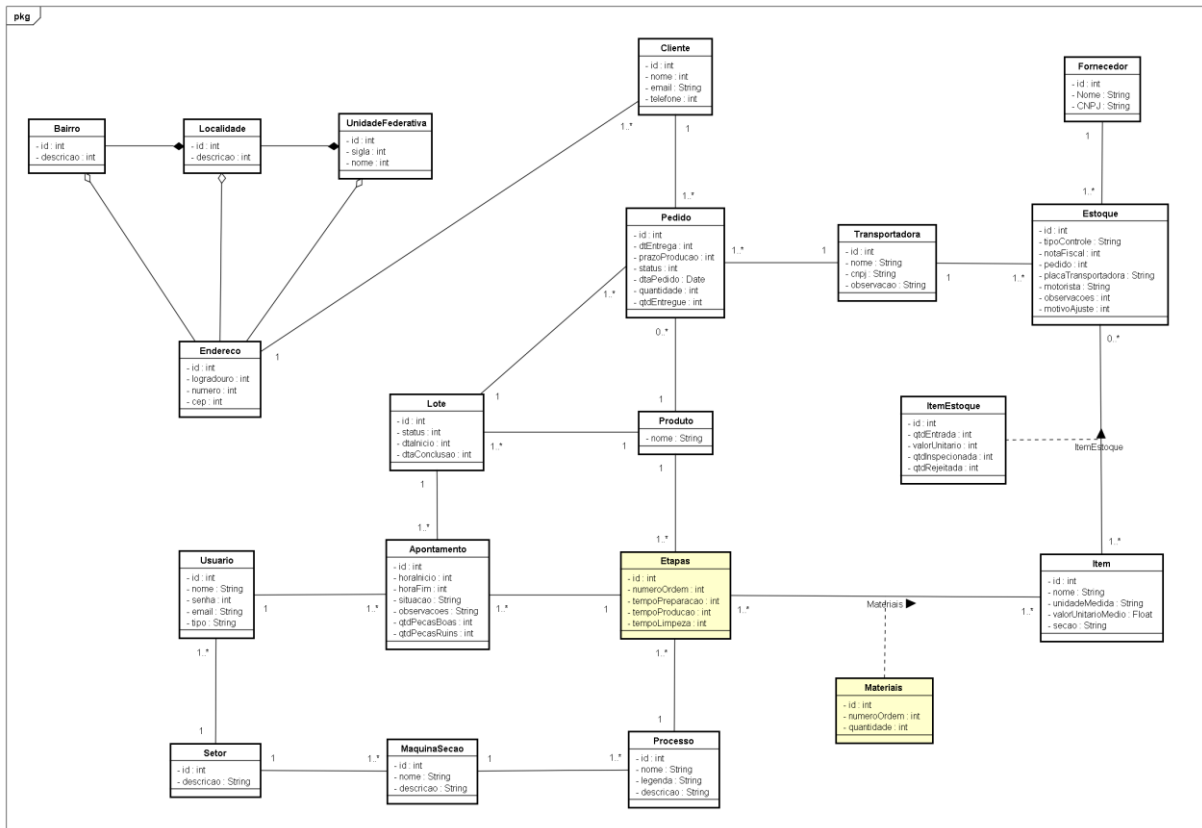 pkg
Cliente
- id : int
- nome : int
- email : String
- telefone : int
Fornecedor
- id : int
- Nome : String
- CNPJ : String
Bairro
- id : int
- descricao : int
Localidade
- id : int
- descricao : int
UnidadeFederativa
- id : int
- sigla : int
- nome : int
1..*
1
1
1..*
1..*
Pedido
- id : int
- dtEntrega : int
- prazoProducao : int
- status : int
- dtaPedido : Date
- quantidade : int
- qtdEntregue : int
1..*
1
Transportadora
- id : int
- nome : String
- cnpj : String
- observacao : String
1
1..*
Estoque
- id : int
- tipoControle : String
- notaFiscal : int
- pedido : int
- placaTransportadora : String
- motorista : String
- observacoes : int
- motivoAjuste : int
1..*
0..*
0..*
Endereco
- id : int
- logradouro : int
- numero : int
- cep : int
1
Lote
- id : int
- status : int
- dtaInicio : int
- dtaConclusao : int
1
1..*
1
1
Produto
- nome : String
1
ItemEstoque
- id : int
- qtdEntrada : int
- valorUnitario : int
- qtdInspecionada : int
- qtdRejeitada : int
ItemEstoque
1
1..*
1..*
1..*
Usuario
- id : int
- nome : String
- senha : int
- email : String
- tipo : String
1
1..*
Apontamento
- id : int
- horaInicio : int
- horaFim : int
- situacao : String
- observacoes : String
- qtdPecasBoas : int
- qtdPecasRuins : int
1..*
1
Etapas
- id : int
- numeroOrdem : int
- tempoPreparacao : int
- tempoProducao : int
- tempoLimpeza : int
1..*
Materiais
1..*
Item
- id : int
- nome : String
- unidadeMedida : String
- valorUnitarioMedio : Float
- secao : String
1..*
1..*
Materiais
- id : int
- numeroOrdem : int
- quantidade : int
1
1
Setor
- id : int
- descricao : String
1
1..*
MaquinaSecao
- id : int
- nome : String
- descricao : String
1
1..*
Processo
- id : int
- nome : String
- legenda : String
- descricao : String